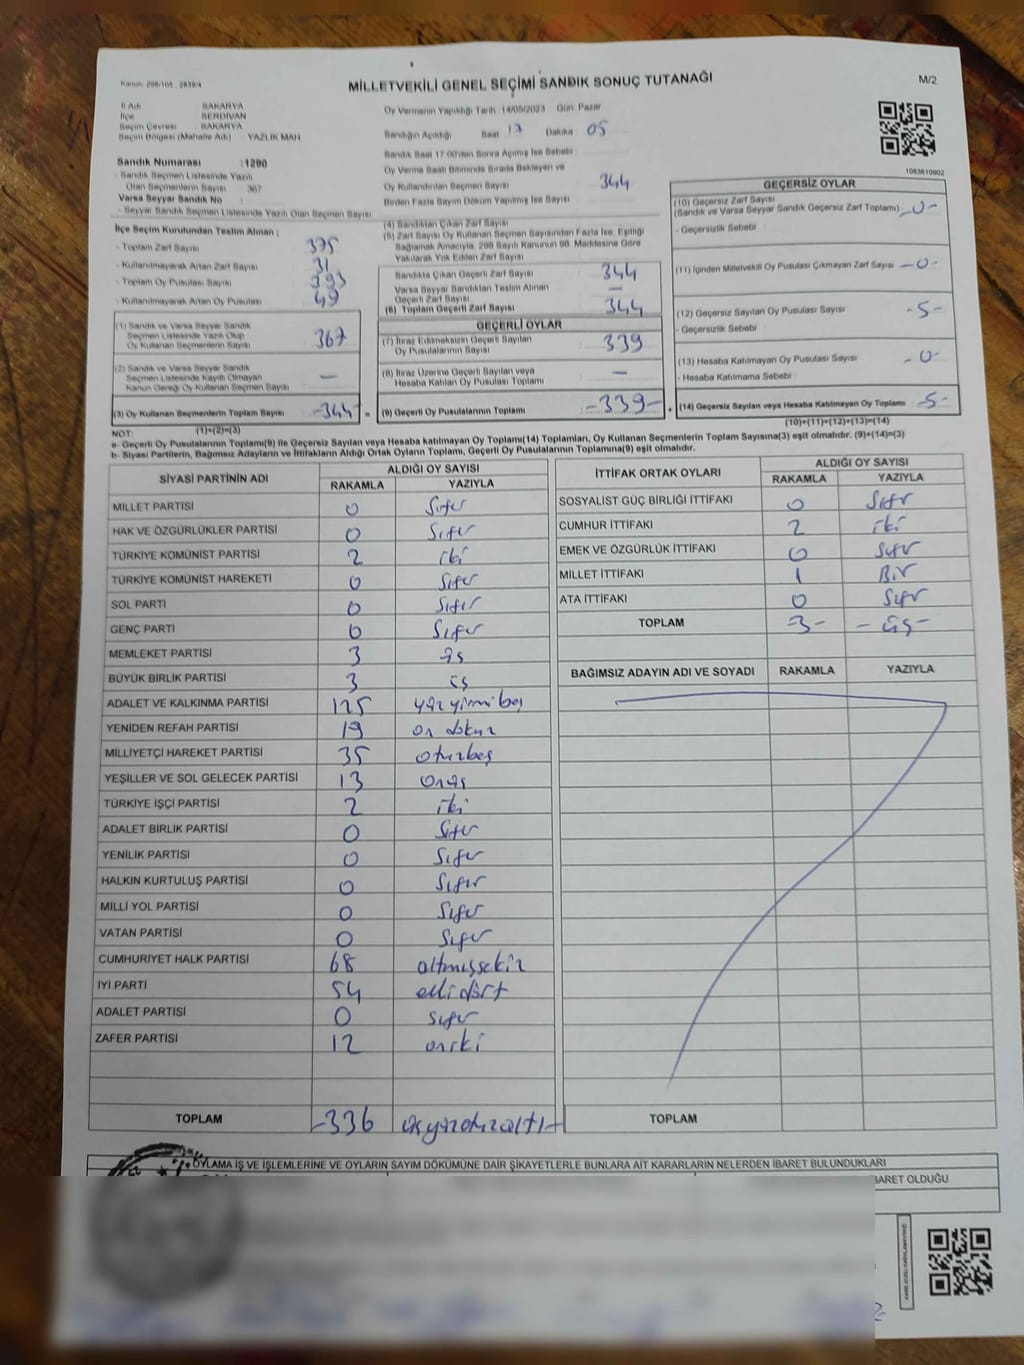 Kanun: 298/105, 2839/4
MİLLETVEKİLİ GENEL SEÇİMİ SANDIK SONUÇ TUTANAĞI
M/2
İl Adı SAKARYA
İlçe SERDİVAN
Seçim Çevresi SAKARYA
Seçim Bölgesi (Mahalle Adı) : YAZLIK MAH
Sandık Numarası :1290
- Sandık Seçmen Listesinde Yazılı
Olan Seçmenlerin Sayısı : 367
Varsa Seyyar Sandık No :
- Seyyar Sandık Seçmen Listesinde Yazılı Olan Seçmen Sayısı
Oy Vermenin Yapıldığı Tarih :14/05/2023 Gün: Pazar
Sandığın Açıldığı Saat 17 Dakika : 05
Sandık Saat 17:00'den Sonra Açılmış İse Sebebi :
Oy Verme Saati Bitiminde Sırada Bekleyen ve
Oy Kullandırılan Seçmen Sayısı 344
Birden Fazla Sayım Döküm Yapılmış İse Sayısı :
1083810902
İlçe Seçim Kurulundan Teslim Alınan ;
- Toplam Zarf Sayısı 375
- Kullanılmayarak Artan Zarf Sayısı 31
- Toplam Oy Pusulası Sayısı 393
- Kullanılmayarak Artan Oy Pusulası 49
(1) Sandık ve Varsa Seyyar Sandık
Seçmen Listesinde Yazılı Olup
Oy Kullanan Seçmenlerin Sayısı 367
(2) Sandık ve Varsa Seyyar Sandık
Seçmen Listesinde Kayıtlı Olmayan
Kanun Gereği Oy Kullanan Seçmen Sayısı —
(3) Oy Kullanan Seçmenlerin Toplam Sayısı -344- =
(1)+(2)=(3)
(4) Sandıktan Çıkan Zarf Sayısı
(5) Zarf Sayısı Oy Kullanan Seçmen Sayısından Fazla İse, Eşitliği
Sağlamak Amacıyla, 298 Sayılı Kanunun 98. Maddesine Göre
Yakılarak Yok Edilen Zarf Sayısı
Sandıkta Çıkan Geçerli Zarf Sayısı 344
Varsa Seyyar Sandıktan Teslim Alınan
Geçerli Zarf Sayısı —
(6) Toplam Geçerli Zarf Sayısı 344
GEÇERLİ OYLAR
(7) İtiraz Edilmeksizin Geçerli Sayılan
Oy Pusulalarının Sayısı 339
(8) İtiraz Üzerine Geçerli Sayılan veya
Hesaba Katılan Oy Pusulası Toplamı —
(9) Geçerli Oy Pusulalarının Toplamı -339- +
GEÇERSİZ OYLAR
(10) Geçersiz Zarf Sayısı
(Sandık ve Varsa Seyyar Sandık Geçersiz Zarf Toplamı) -0-
- Geçersizlik Sebebi :
(11) İçinden Milletvekili Oy Pusulası Çıkmayan Zarf Sayısı -0-
(12) Geçersiz Sayılan Oy Pusulası Sayısı -5-
- Geçersizlik Sebebi :
(13) Hesaba Katılmayan Oy Pusulası Sayısı -0-
- Hesaba Katılmama Sebebi :
(14) Geçersiz Sayılan veya Hesaba Katılmayan Oy Toplamı -5-
(10)+(11)+(12)+(13)=(14)
NOT:
a- Geçerli Oy Pusulaları Toplamı(9) ile Geçersiz Sayılan veya Hesaba katılmayan Oy Toplamı(14) Toplamları, Oy Kullanan Seçmenlerin Toplam Sayısına(3) eşit olmalıdır. (9)+(14)=(3)
b- Siyasi Partilerin, Bağımsız Adayların ve İttifakların Aldığı Ortak Oyların Toplamı, Geçerli Oy Pusulalarının Toplamına(9) eşit olmalıdır.
SİYASİ PARTİNİN ADI ALDIĞI OY SAYISI
RAKAMLA YAZIYLA
MİLLET PARTİSİ 0 Sıfır
HAK VE ÖZGÜRLÜKLER PARTİSİ 0 Sıfır
TÜRKİYE KOMÜNİST PARTİSİ 2 iki
TÜRKİYE KOMÜNİST HAREKETİ 0 Sıfır
SOL PARTİ 0 Sıfır
GENÇ PARTİ 0 Sıfır
MEMLEKET PARTİSİ 3 üç
BÜYÜK BİRLİK PARTİSİ 3 üç
ADALET VE KALKINMA PARTİSİ 125 yüzyirmibeş
YENİDEN REFAH PARTİSİ 19 on dokuz
MİLLİYETÇİ HAREKET PARTİSİ 35 otuzbeş
YEŞİLLER VE SOL GELECEK PARTİSİ 13 onüç
TÜRKİYE İŞÇİ PARTİSİ 2 iki
ADALET BİRLİK PARTİSİ 0 Sıfır
YENİLİK PARTİSİ 0 Sıfır
HALKIN KURTULUŞ PARTİSİ 0 Sıfır
MİLLİ YOL PARTİSİ 0 Sıfır
VATAN PARTİSİ 0 Sıfır
CUMHURİYET HALK PARTİSİ 68 altmışsekiz
İYİ PARTİ 54 ellidört
ADALET PARTİSİ 0 sıfır
ZAFER PARTİSİ 12 oniki
TOPLAM -336 üçyüzotuzaltı-
İTTİFAK ORTAK OYLARI ALDIĞI OY SAYISI
RAKAMLA YAZIYLA
SOSYALİST GÜÇ BİRLİĞİ İTTİFAKI 0 Sıfır
CUMHUR İTTİFAKI 2 iki
EMEK VE ÖZGÜRLÜK İTTİFAKI 0 Sıfır
MİLLET İTTİFAKI 1 Bir
ATA İTTİFAKI 0 Sıfır
TOPLAM -3- -üç-
BAĞIMSIZ ADAYIN ADI VE SOYADI RAKAMLA YAZIYLA
TOPLAM
OYLAMA İŞ VE İŞLEMLERİNE VE OYLARIN SAYIM DÖKÜMÜNE DAİR ŞİKAYETLERLE BUNLARA AİT KARARLARIN NELERDEN İBARET BULUNDUKLARI
BARET OLDUĞU